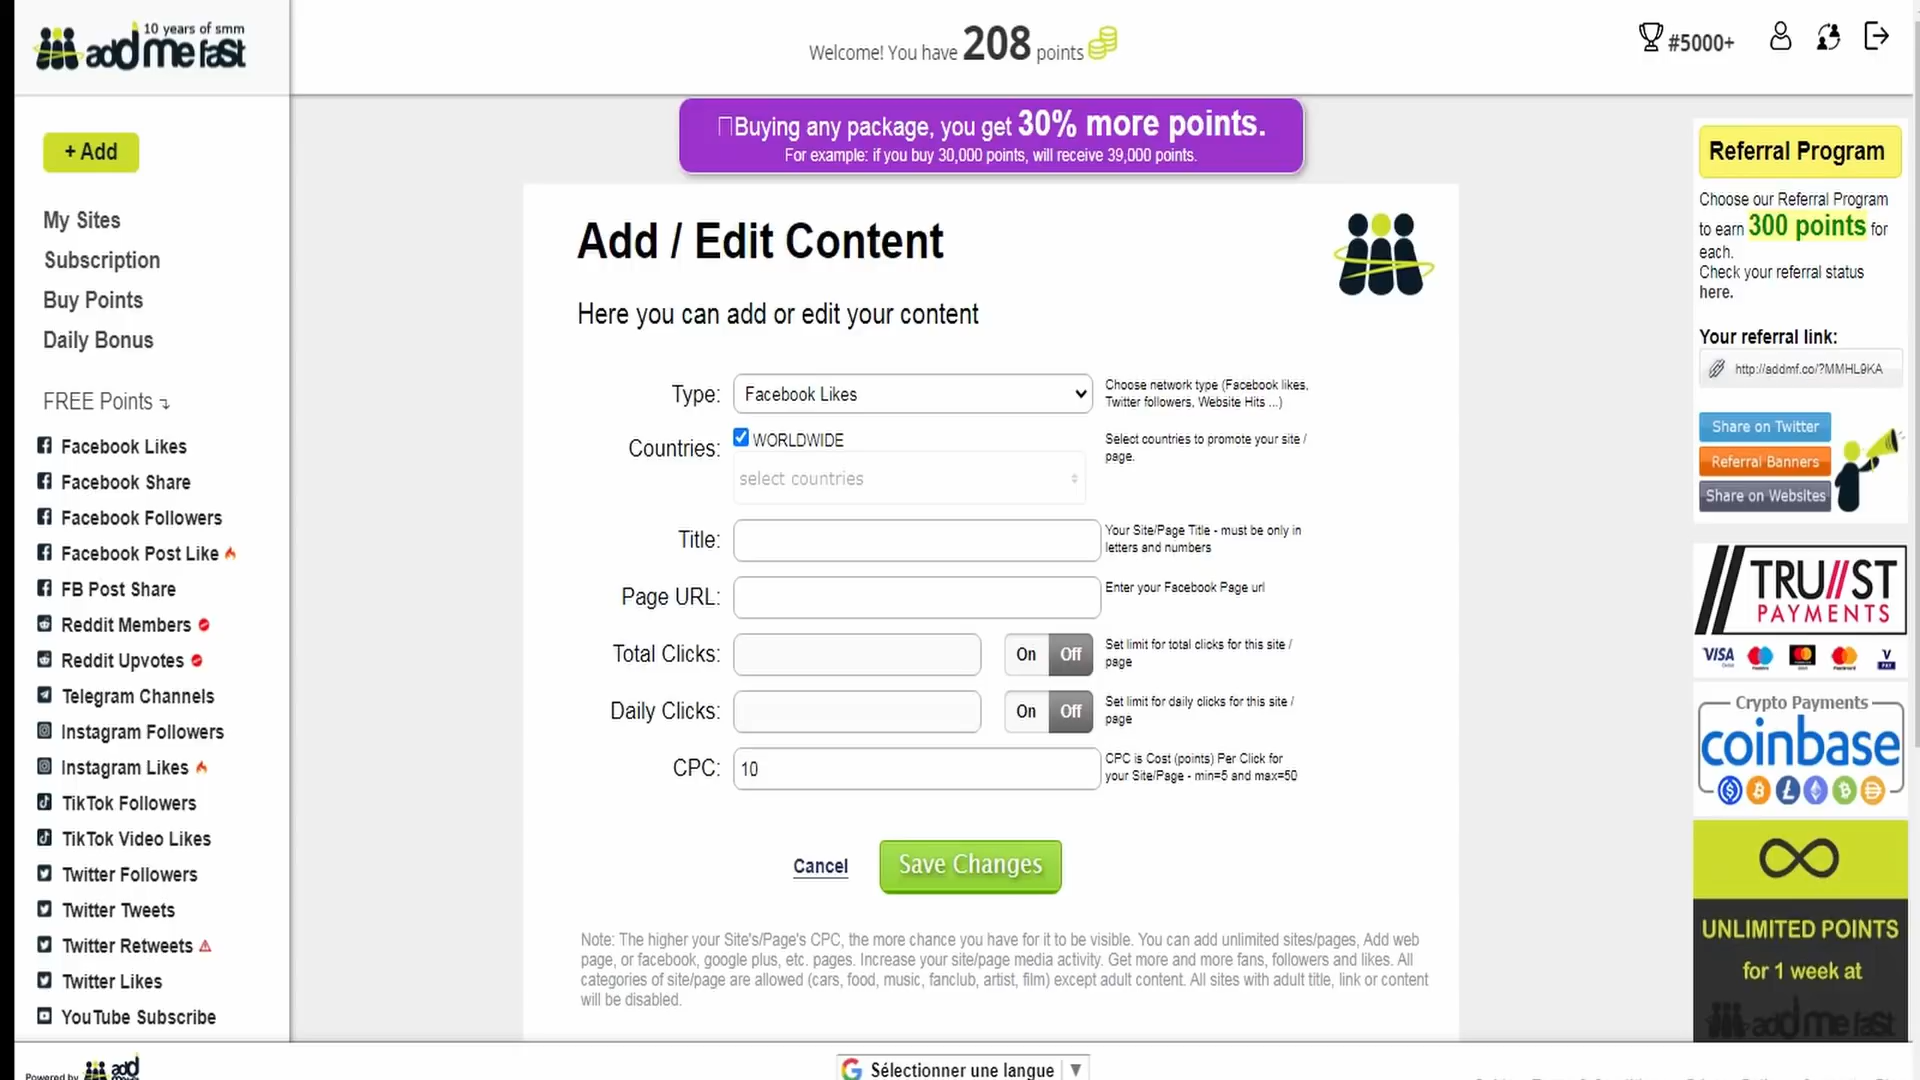 10 years of smm
add me fast
Welcome! You have 208 points
#5000+
+ Add
My Sites
Subscription
Buy Points
Daily Bonus
FREE Points
Facebook Likes
Facebook Share
Facebook Followers
Facebook Post Like
FB Post Share
Reddit Members
Reddit Upvotes
Telegram Channels
Instagram Followers
Instagram Likes
TikTok Followers
TikTok Video Likes
Twitter Followers
Twitter Tweets
Twitter Retweets
Twitter Likes
YouTube Subscribe
Powered by add
Buying any package, you get 30% more points.
For example: if you buy 30,000 points, will receive 39,000 points.
Add / Edit Content
Here you can add or edit your content
Type: Facebook Likes
Choose network type (Facebook likes,
Twitter followers, Website Hits ...)
Countries: WORLDWIDE
select countries
Select countries to promote your site /
page.
Title:
Your Site/Page Title - must be only in
letters and numbers
Page URL:
Enter your Facebook Page url
Total Clicks: On Off
Set limit for total clicks for this site /
page
Daily Clicks: On Off
Set limit for daily clicks for this site /
page
CPC: 10
CPC is Cost (points) Per Click for
your Site/Page - min=5 and max=50
Cancel Save Changes
Note: The higher your Site's/Page's CPC, the more chance you have for it to be visible. You can add unlimited sites/pages, Add web
page, or facebook, google plus, etc. pages. Increase your site/page media activity. Get more and more fans, followers and likes. All
categories of site/page are allowed (cars, food, music, fanclub, artist, film) except adult content. All sites with adult title, link or content
will be disabled.
Sélectionner une langue
Referral Program
Choose our Referral Program
to earn 300 points for
each.
Check your referral status
here.
Your referral link:
http://addmf.co/?MMHL9KA
Share on Twitter
Referral Banners
Share on Websites
TRU//ST
PAYMENTS
VISA
Crypto Payments
coinbase
UNLIMITED POINTS
for 1 week at
add me fast